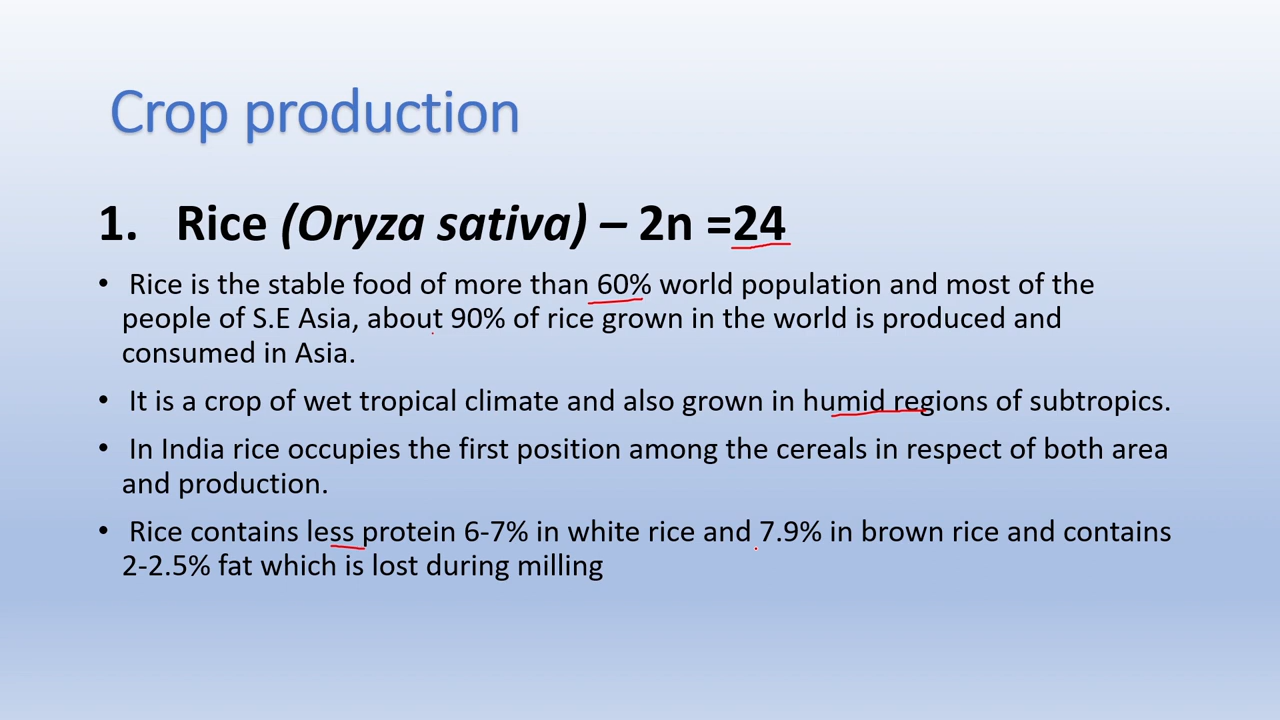 Crop production
1. Rice (Oryza sativa) – 2n =24
• Rice is the stable food of more than 60% world population and most of the
people of S.E Asia, about 90% of rice grown in the world is produced and
consumed in Asia.
• It is a crop of wet tropical climate and also grown in humid regions of subtropics.
• In India rice occupies the first position among the cereals in respect of both area
and production.
• Rice contains less protein 6-7% in white rice and 7.9% in brown rice and contains
2-2.5% fat which is lost during milling